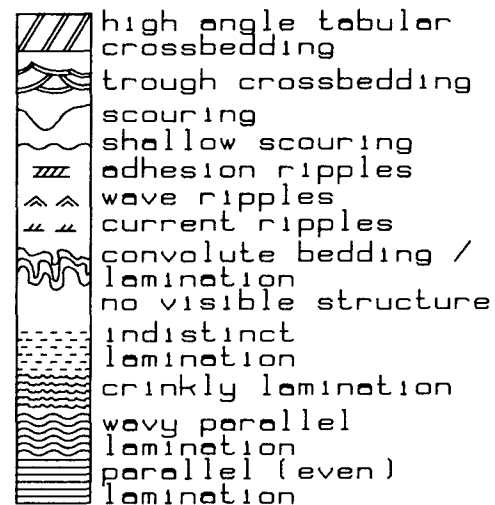 high angle tabular
crossbedding
trough crossbedding
scouring
shallow scouring
adhesion ripples
wave ripples
current ripples
convolute bedding /
lamination
no visible structure
indistinct
lamination
crinkly lamination
wavy parallel
lamination
parallel (even)
lamination